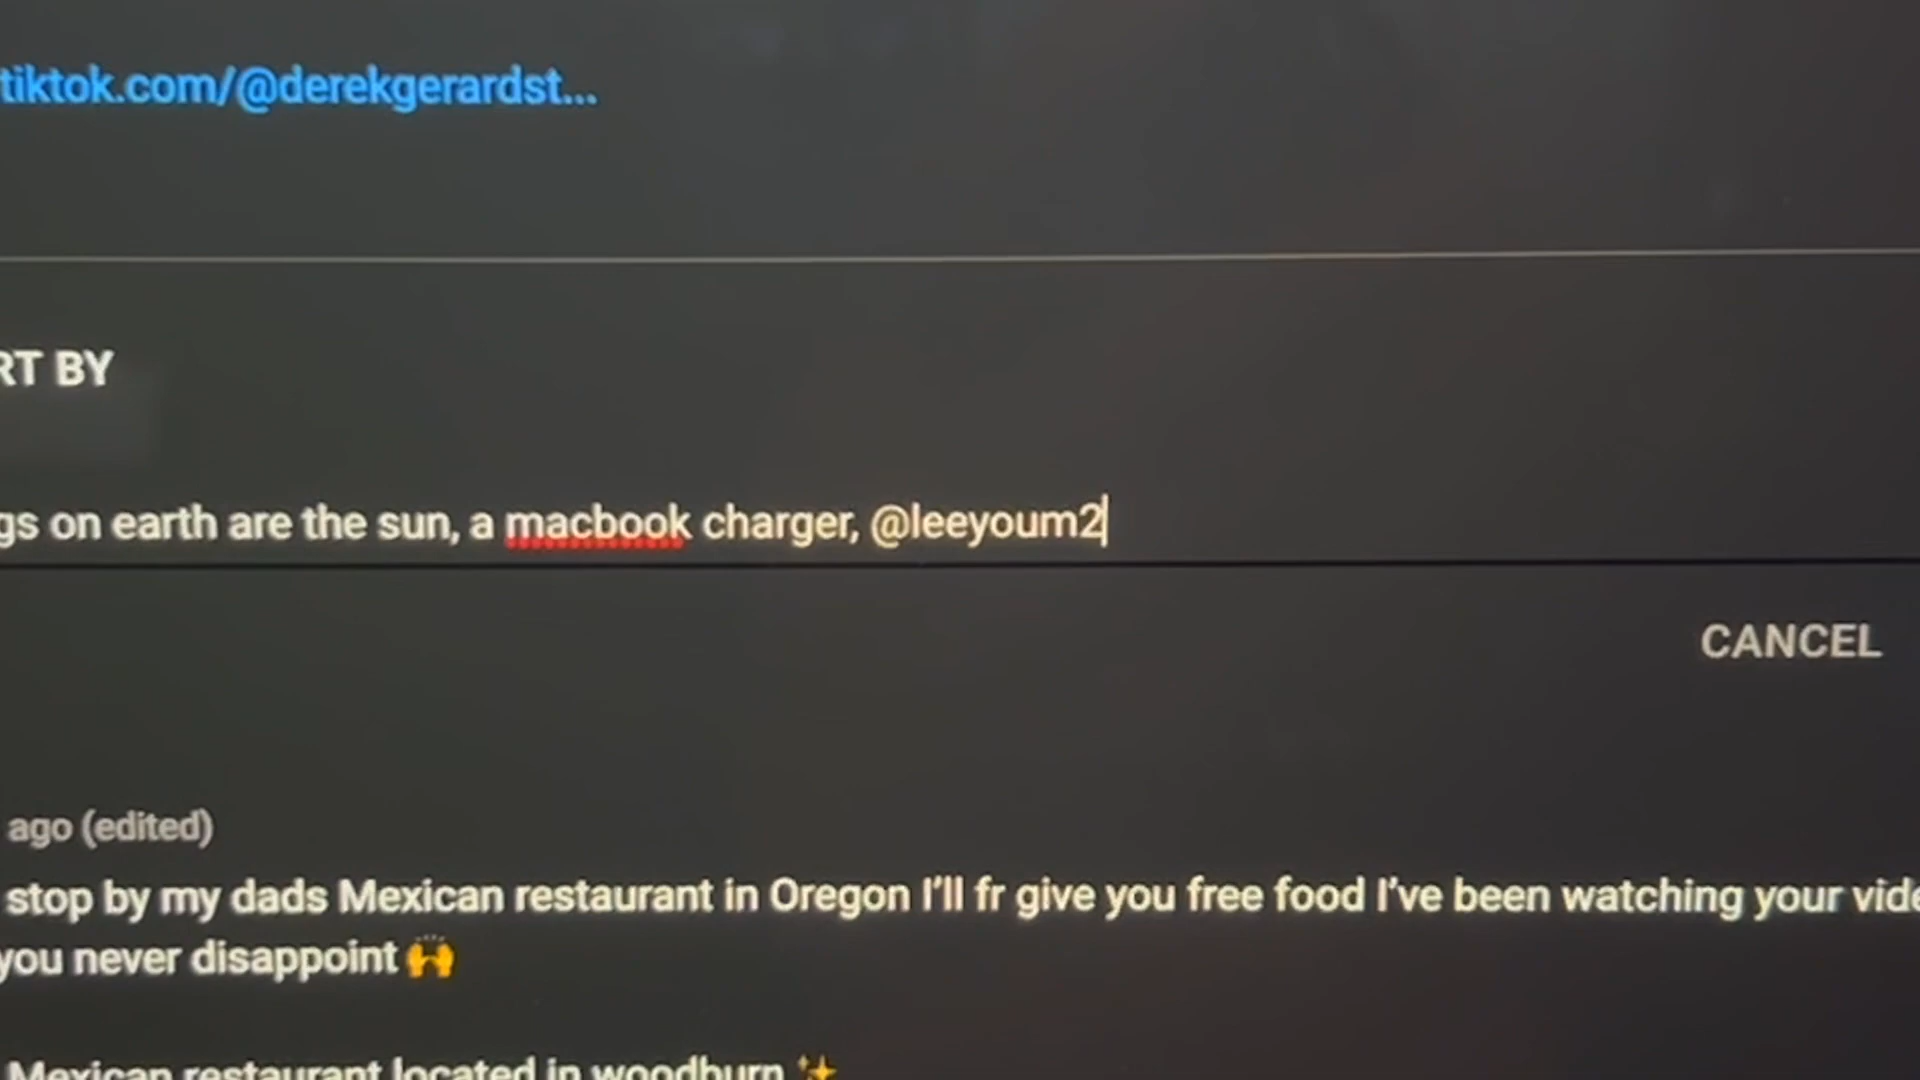 tiktok.com/@derekgerardst...
RT BY
gs on earth are the sun, a macbook charger, @leeyoum2
CANCEL
ago (edited)
stop by my dads Mexican restaurant in Oregon I’ll fr give you free food I’ve been watching your vide
you never disappoint 🙌
Mexican restaurant located in woodburn ✨